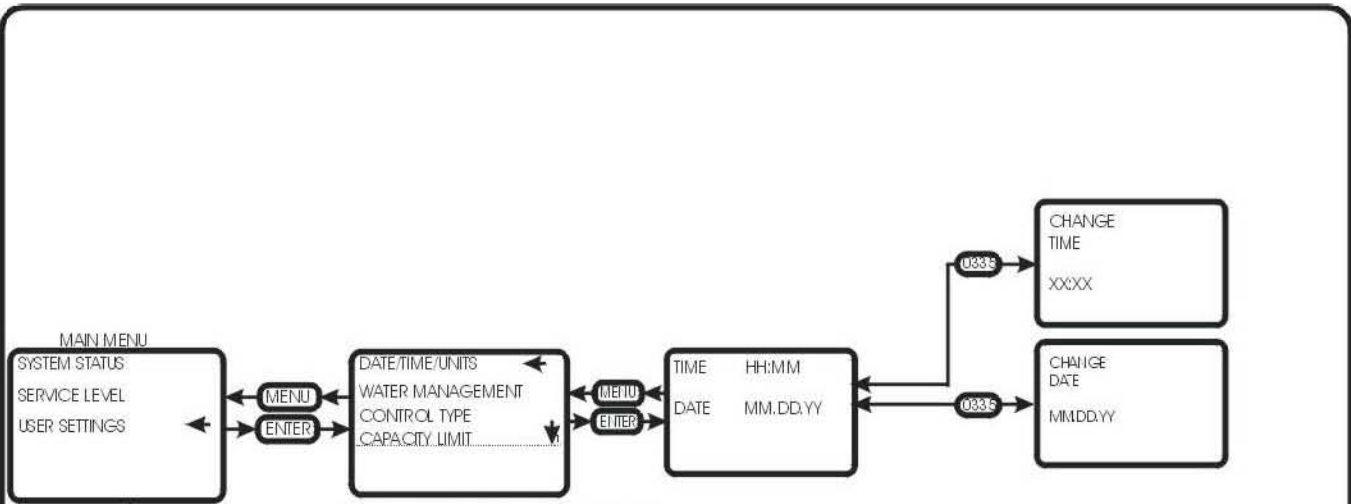 MAIN MENU
SYSTEM STATUS
SERVICE LEVEL
USER SETTINGS
MENU
ENTER
DATE/TIME/UNITS
WATER MANAGEMENT
CONTROL TYPE
CAPACITY LIMIT
MENU
ENTER
TIME HH:MM
DATE MM.DD.YY
0335
CHANGE
TIME
XX:XX
0335
CHANGE
DATE
MM.DD.YY